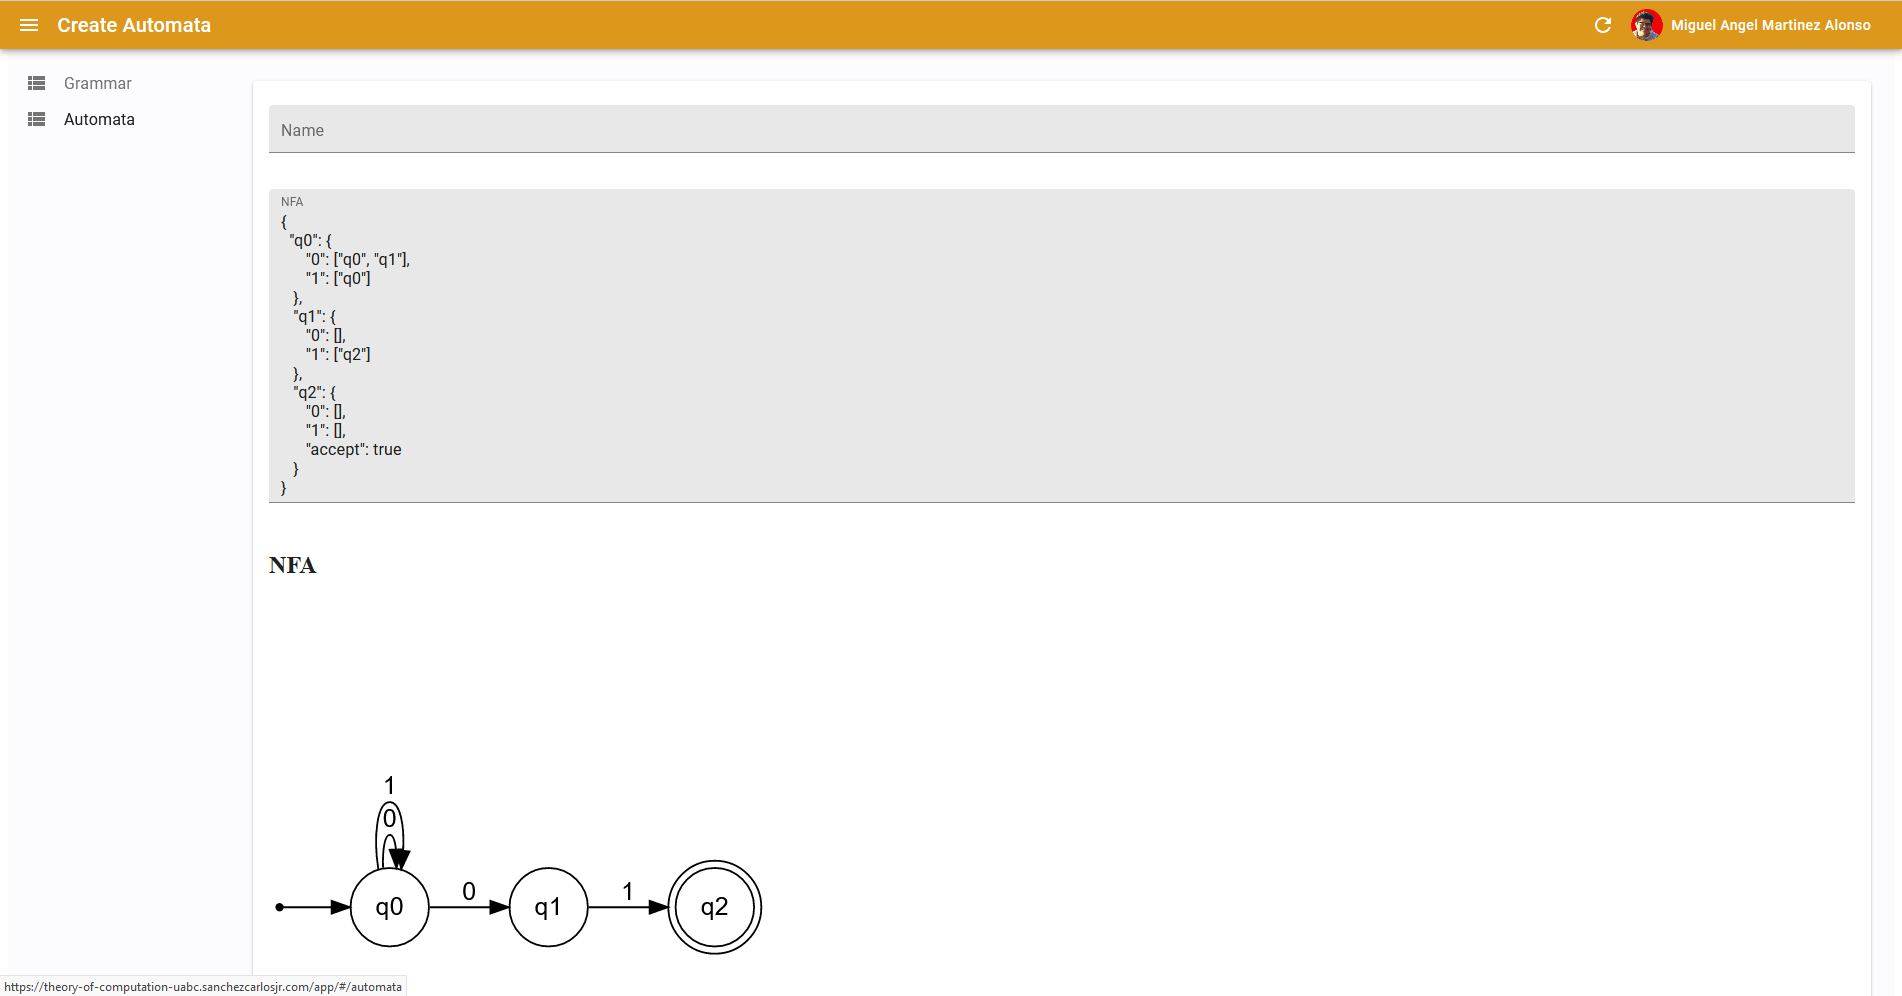 Create Automata
Miguel Angel Martinez Alonso
Grammar
Automata
Name
NFA
{
"q0": {
"0": ["q0", "q1"],
"1": ["q0"]
},
"q1": {
"0": [],
"1": ["q2"]
},
"q2": {
"0": [],
"1": [],
"accept": true
}
}
NFA
1
0
q0
0
q1
1
q2
https://theory-of-computation-uabc.sanchezcarlosjr.com/app/#/automata